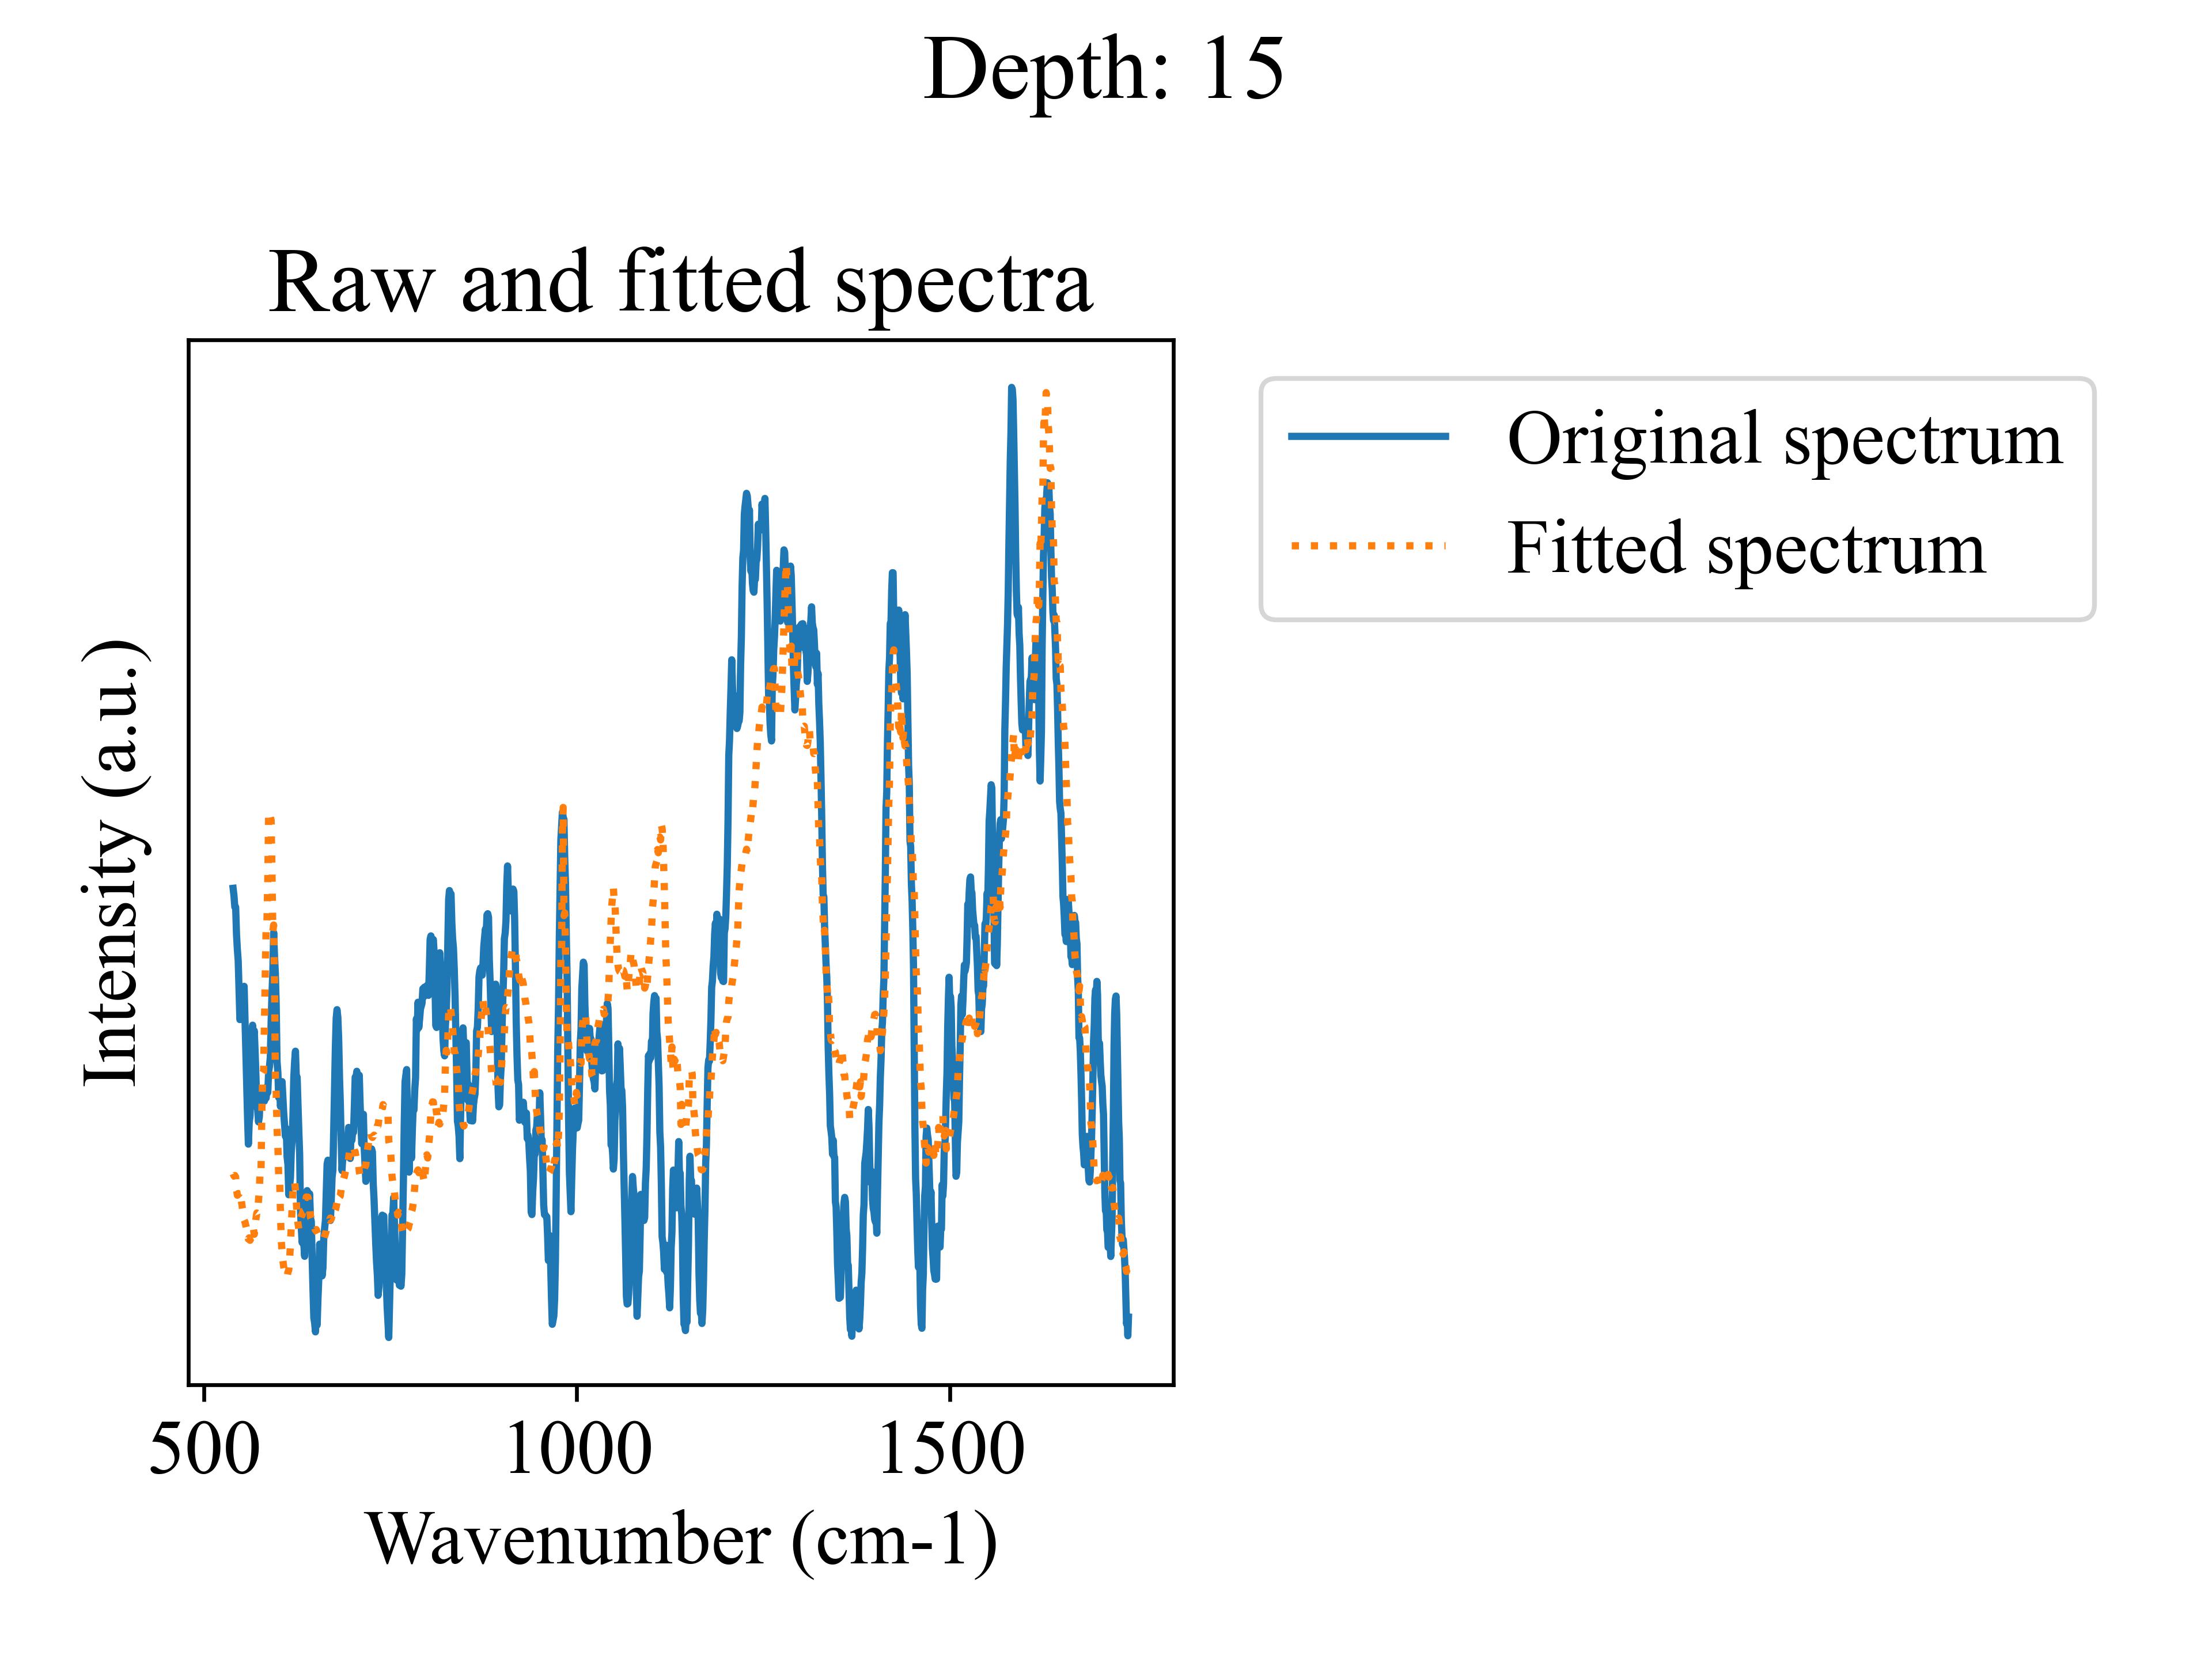 Depth: 15
Raw and fitted spectra
Original spectrum
Fitted spectrum
Intensity (a.u.)
500 1000 1500
Wavenumber (cm-1)